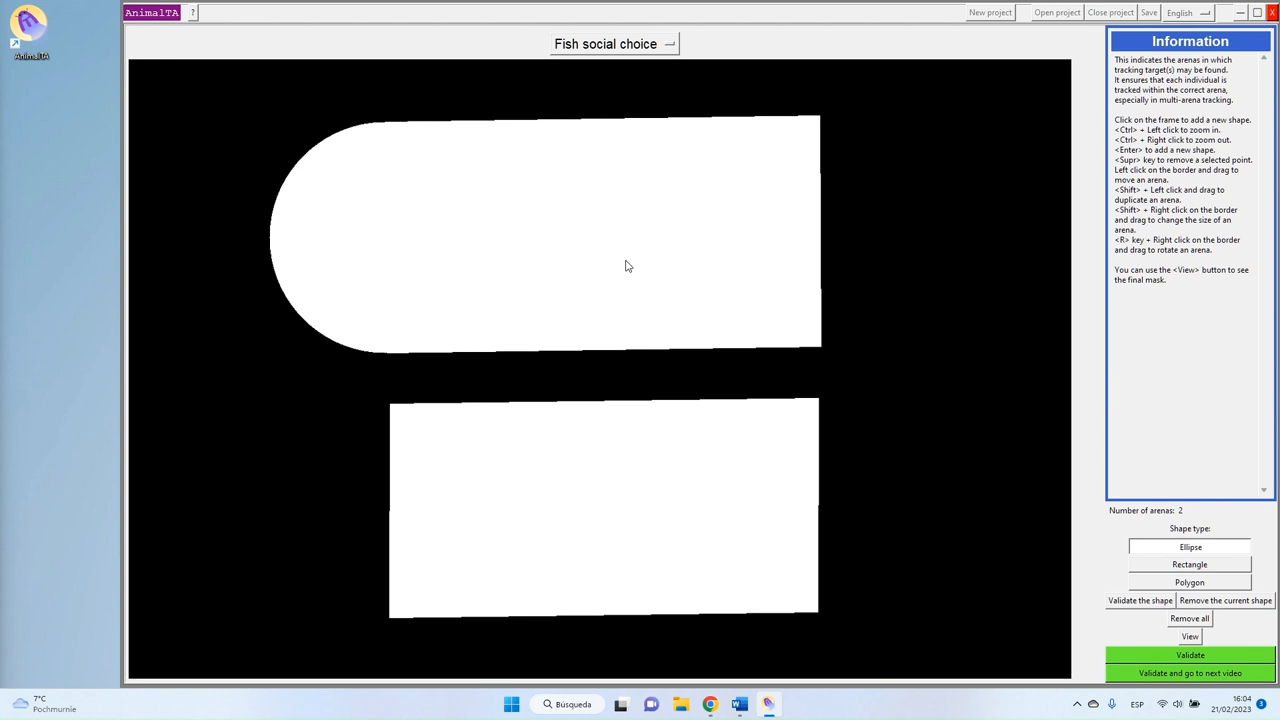 AnimalTA
?
New project
Open project
Close project
Save
English
X
AnimalTA
Fish social choice
Information
This indicates the arenas in which
tracking target(s) may be found.
It ensures that each individual is
tracked within the correct arena,
especially in multi-arena tracking.
Click on the frame to add a new shape.
<Ctrl> + Left click to zoom in.
<Ctrl> + Right click to zoom out.
<Enter> to add a new shape.
<Supr> key to remove a selected point.
Left click on the border and drag to
move an arena.
<Shift> + Left click and drag to
duplicate an arena.
<Shift> + Right click on the border
and drag to change the size of an
arena.
<R> key + Right click on the border
and drag to rotate an arena.
You can use the <View> button to see
the final mask.
Number of arenas: 2
Shape type:
Ellipse
Rectangle
Polygon
Validate the shape
Remove the current shape
Remove all
View
Validate
Validate and go to next video
7°C
Pochmurnie
Búsqueda
ESP
16:04
21/02/2023
3